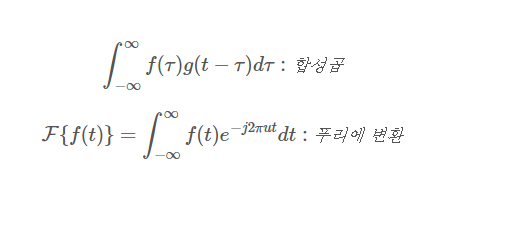 ∫_{-∞}^{∞} f(τ)g(t − τ)dτ : 합성곱
ℱ{f(t)} = ∫_{-∞}^{∞} f(t)e^{-j2πut}dt : 푸리에 변환